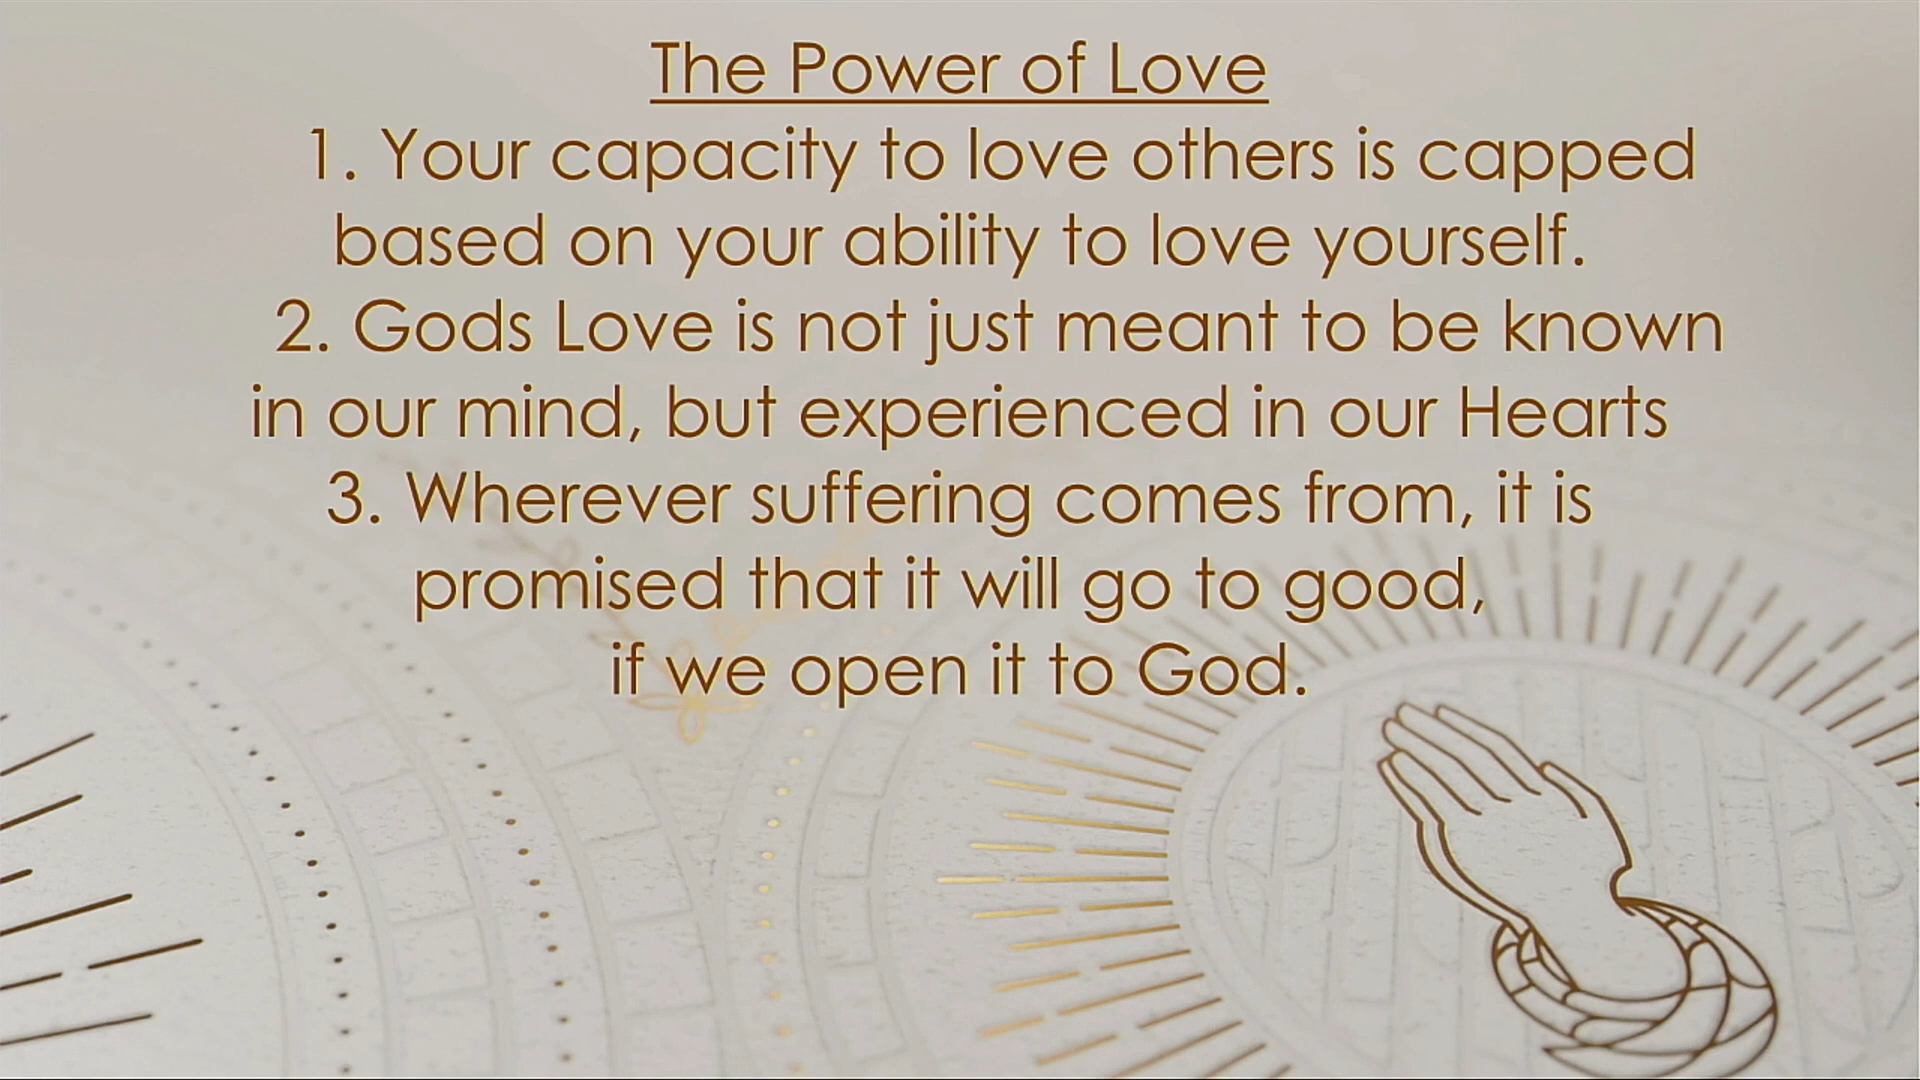 The Power of Love
1. Your capacity to love others is capped
based on your ability to love yourself.
2. Gods Love is not just meant to be known
in our mind, but experienced in our Hearts
3. Wherever suffering comes from, it is
promised that it will go to good,
if we open it to God.